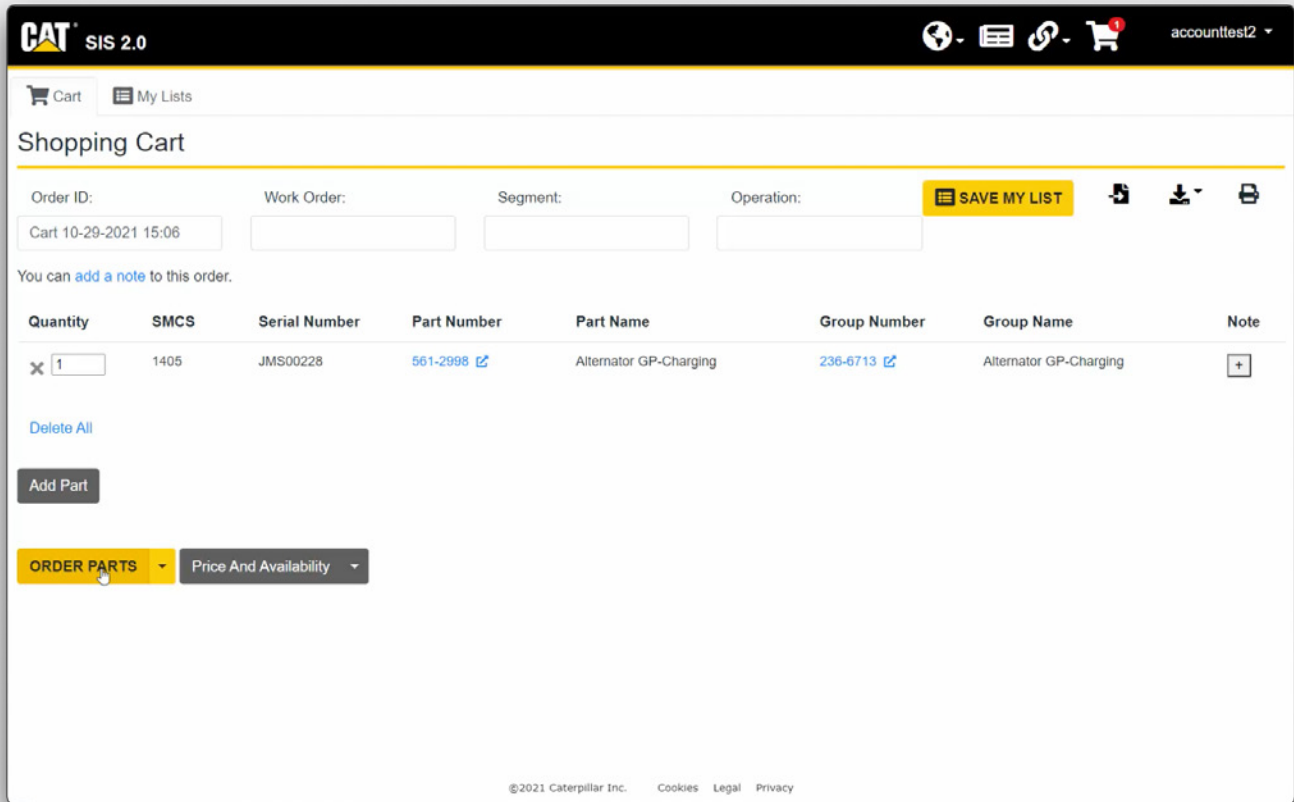 CAT SIS 2.0 1 accounttest2
Cart My Lists
Shopping Cart
Order ID: Work Order: Segment: Operation: SAVE MY LIST
Cart 10-29-2021 15:06
You can add a note to this order.
Quantity SMCS Serial Number Part Number Part Name Group Number Group Name Note
1 1405 JMS00228 561-2998 Alternator GP-Charging 236-6713 Alternator GP-Charging +
Delete All
Add Part
ORDER PARTS Price And Availability
©2021 Caterpillar Inc. Cookies Legal Privacy